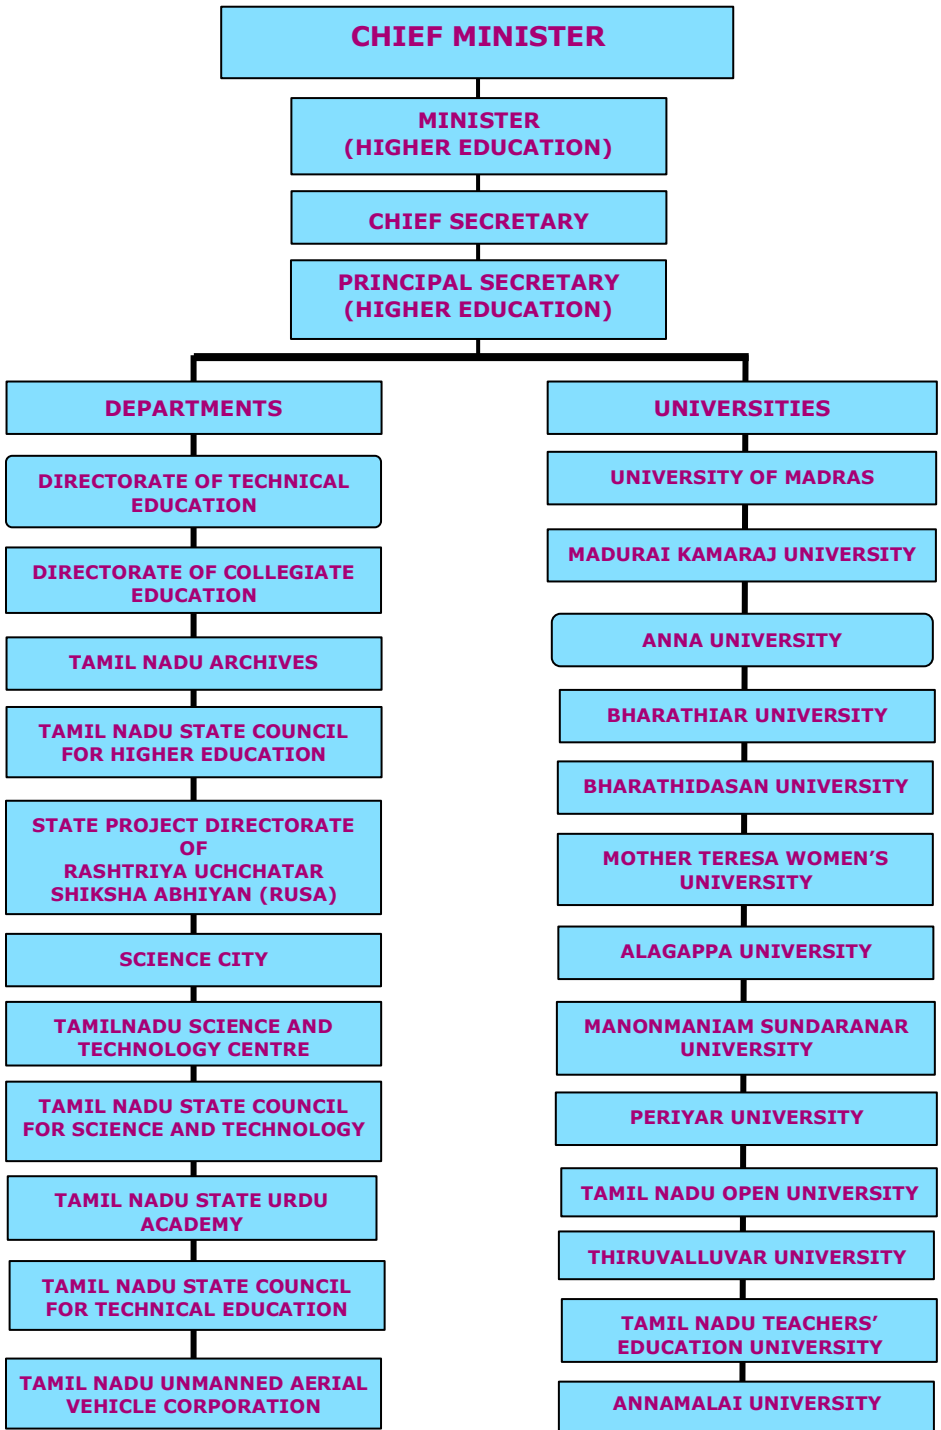 CHIEF MINISTER
MINISTER
(HIGHER EDUCATION)
CHIEF SECRETARY
PRINCIPAL SECRETARY
(HIGHER EDUCATION)
DEPARTMENTS
DIRECTORATE OF TECHNICAL
EDUCATION
DIRECTORATE OF COLLEGIATE
EDUCATION
TAMIL NADU ARCHIVES
TAMIL NADU STATE COUNCIL
FOR HIGHER EDUCATION
STATE PROJECT DIRECTORATE
OF
RASHTRIYA UCHCHATAR
SHIKSHA ABHIYAN (RUSA)
SCIENCE CITY
TAMILNADU SCIENCE AND
TECHNOLOGY CENTRE
TAMIL NADU STATE COUNCIL
FOR SCIENCE AND TECHNOLOGY
TAMIL NADU STATE URDU
ACADEMY
TAMIL NADU STATE COUNCIL
FOR TECHNICAL EDUCATION
TAMIL NADU UNMANNED AERIAL
VEHICLE CORPORATION
UNIVERSITIES
UNIVERSITY OF MADRAS
MADURAI KAMARAJ UNIVERSITY
ANNA UNIVERSITY
BHARATHIAR UNIVERSITY
BHARATHIDASAN UNIVERSITY
MOTHER TERESA WOMEN’S
UNIVERSITY
ALAGAPPA UNIVERSITY
MANONMANIAM SUNDARANAR
UNIVERSITY
PERIYAR UNIVERSITY
TAMIL NADU OPEN UNIVERSITY
THIRUVALLUVAR UNIVERSITY
TAMIL NADU TEACHERS’
EDUCATION UNIVERSITY
ANNAMALAI UNIVERSITY